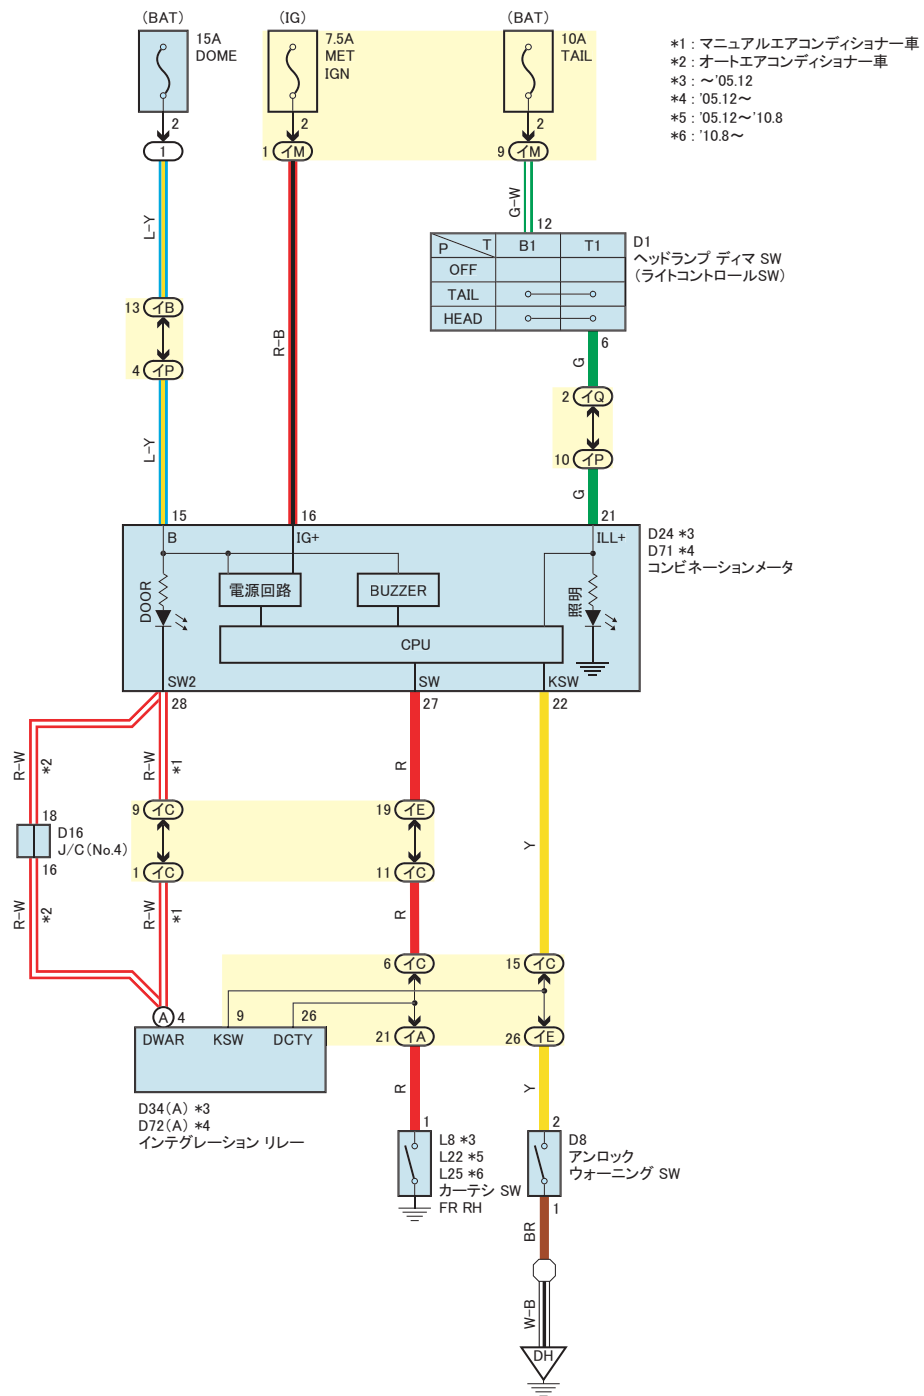 (BAT)
(IG)
(BAT)
15A
DOME
7.5A
MET
IGN
10A
TAIL
*1 : マニュアルエアコンディショナー車
*2 : オートエアコンディショナー車
*3 : ～'05.12
*4 : '05.12～
*5 : '05.12～'10.8
*6 : '10.8～
2
2
2
1
1 イM
9 イM
L-Y
G-W
12
P T B1 T1
OFF
TAIL
HEAD
D1
ヘッドランプ ディマ SW
(ライトコントロールSW)
13 イB
4 イP
R-B
6
G
2 イQ
10 イP
L-Y
G
15
16
21
B
IG+
ILL+
D24 *3
D71 *4
コンビネーションメータ
DOOR
電源回路
BUZZER
照明
CPU
SW2
SW
KSW
28
27
22
R-W
*2
R-W
*1
R
9 イC
19 イE
18
D16
J/C(No.4)
16
Y
1 イC
11 イC
R-W
*2
R-W
*1
R
6 イC
15 イC
A 4
9
26
21 イA
26 イE
DWAR
KSW
DCTY
R
Y
D34(A) *3
D72(A) *4
インテグレーション リレー
1
L8 *3
L22 *5
L25 *6
カーテシ SW
FR RH
2
D8
アンロック
ウォーニング SW
1
BR
W-B
DH